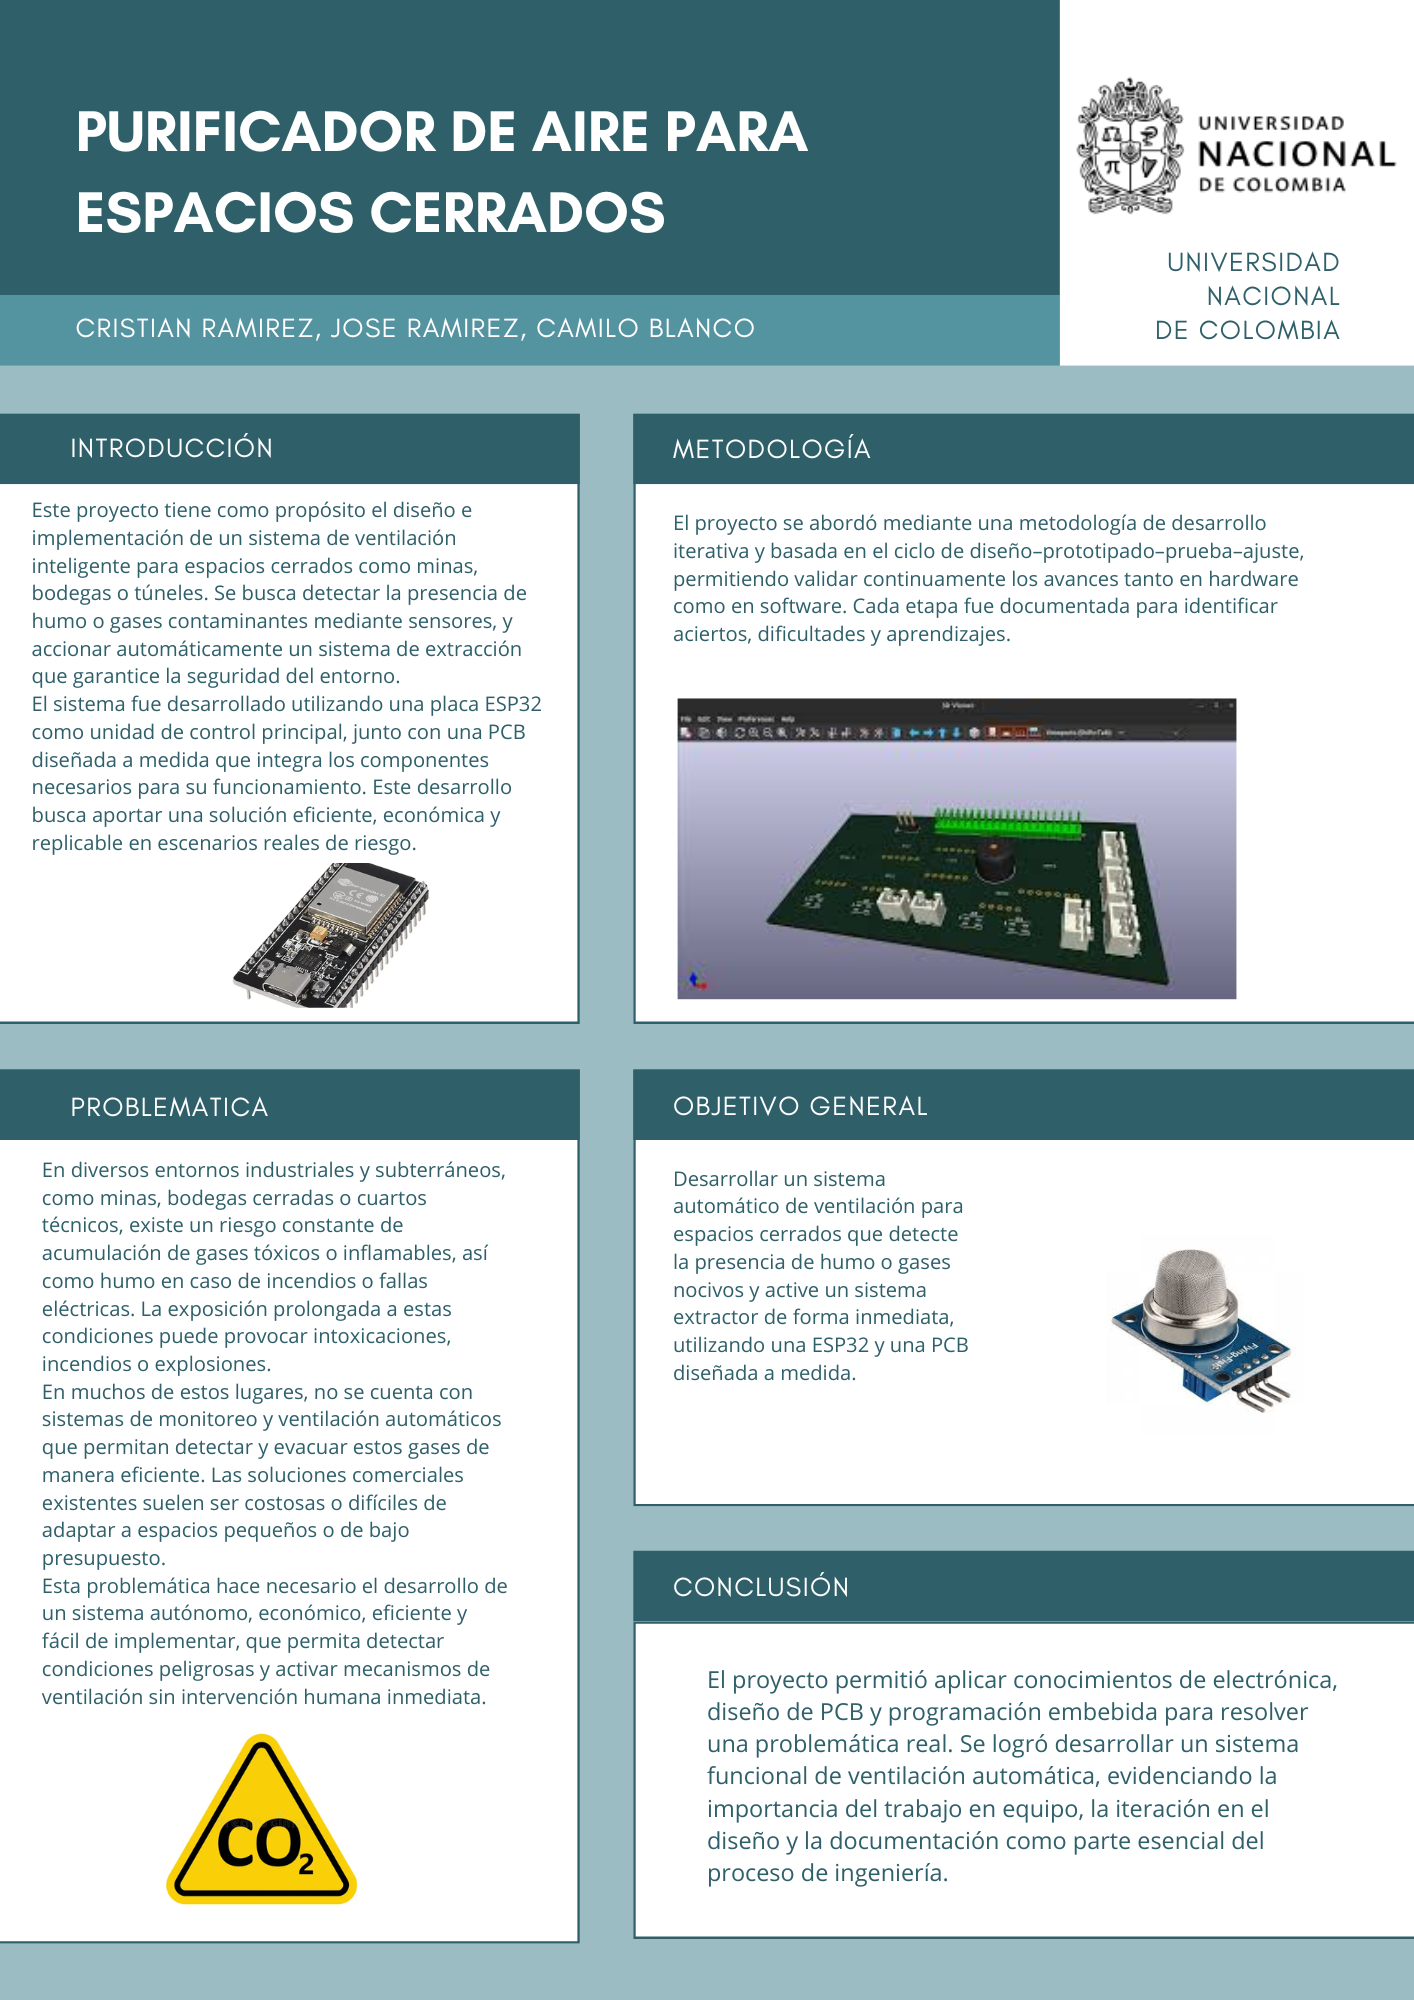 PURIFICADOR DE AIRE PARA
ESPACIOS CERRADOS
CRISTIAN RAMIREZ, JOSE RAMIREZ, CAMILO BLANCO
UNIVERSIDAD
NACIONAL
DE COLOMBIA
UNIVERSIDAD
NACIONAL
DE COLOMBIA
INTRODUCCIÓN
Este proyecto tiene como propósito el diseño e
implementación de un sistema de ventilación
inteligente para espacios cerrados como minas,
bodegas o túneles. Se busca detectar la presencia de
humo o gases contaminantes mediante sensores, y
accionar automáticamente un sistema de extracción
que garantice la seguridad del entorno.
El sistema fue desarrollado utilizando una placa ESP32
como unidad de control principal, junto con una PCB
diseñada a medida que integra los componentes
necesarios para su funcionamiento. Este desarrollo
busca aportar una solución eficiente, económica y
replicable en escenarios reales de riesgo.
METODOLOGÍA
El proyecto se abordó mediante una metodología de desarrollo
iterativa y basada en el ciclo de diseño–prototipado–prueba–ajuste,
permitiendo validar continuamente los avances tanto en hardware
como en software. Cada etapa fue documentada para identificar
aciertos, dificultades y aprendizajes.
3D Viewer
File Edit View Preferences Help
PROBLEMATICA
En diversos entornos industriales y subterráneos,
como minas, bodegas cerradas o cuartos
técnicos, existe un riesgo constante de
acumulación de gases tóxicos o inflamables, así
como humo en caso de incendios o fallas
eléctricas. La exposición prolongada a estas
condiciones puede provocar intoxicaciones,
incendios o explosiones.
En muchos de estos lugares, no se cuenta con
sistemas de monitoreo y ventilación automáticos
que permitan detectar y evacuar estos gases de
manera eficiente. Las soluciones comerciales
existentes suelen ser costosas o difíciles de
adaptar a espacios pequeños o de bajo
presupuesto.
Esta problemática hace necesario el desarrollo de
un sistema autónomo, económico, eficiente y
fácil de implementar, que permita detectar
condiciones peligrosas y activar mecanismos de
ventilación sin intervención humana inmediata.
CO2
OBJETIVO GENERAL
Desarrollar un sistema
automático de ventilación para
espacios cerrados que detecte
la presencia de humo o gases
nocivos y active un sistema
extractor de forma inmediata,
utilizando una ESP32 y una PCB
diseñada a medida.
CONCLUSIÓN
El proyecto permitió aplicar conocimientos de electrónica,
diseño de PCB y programación embebida para resolver
una problemática real. Se logró desarrollar un sistema
funcional de ventilación automática, evidenciando la
importancia del trabajo en equipo, la iteración en el
diseño y la documentación como parte esencial del
proceso de ingeniería.